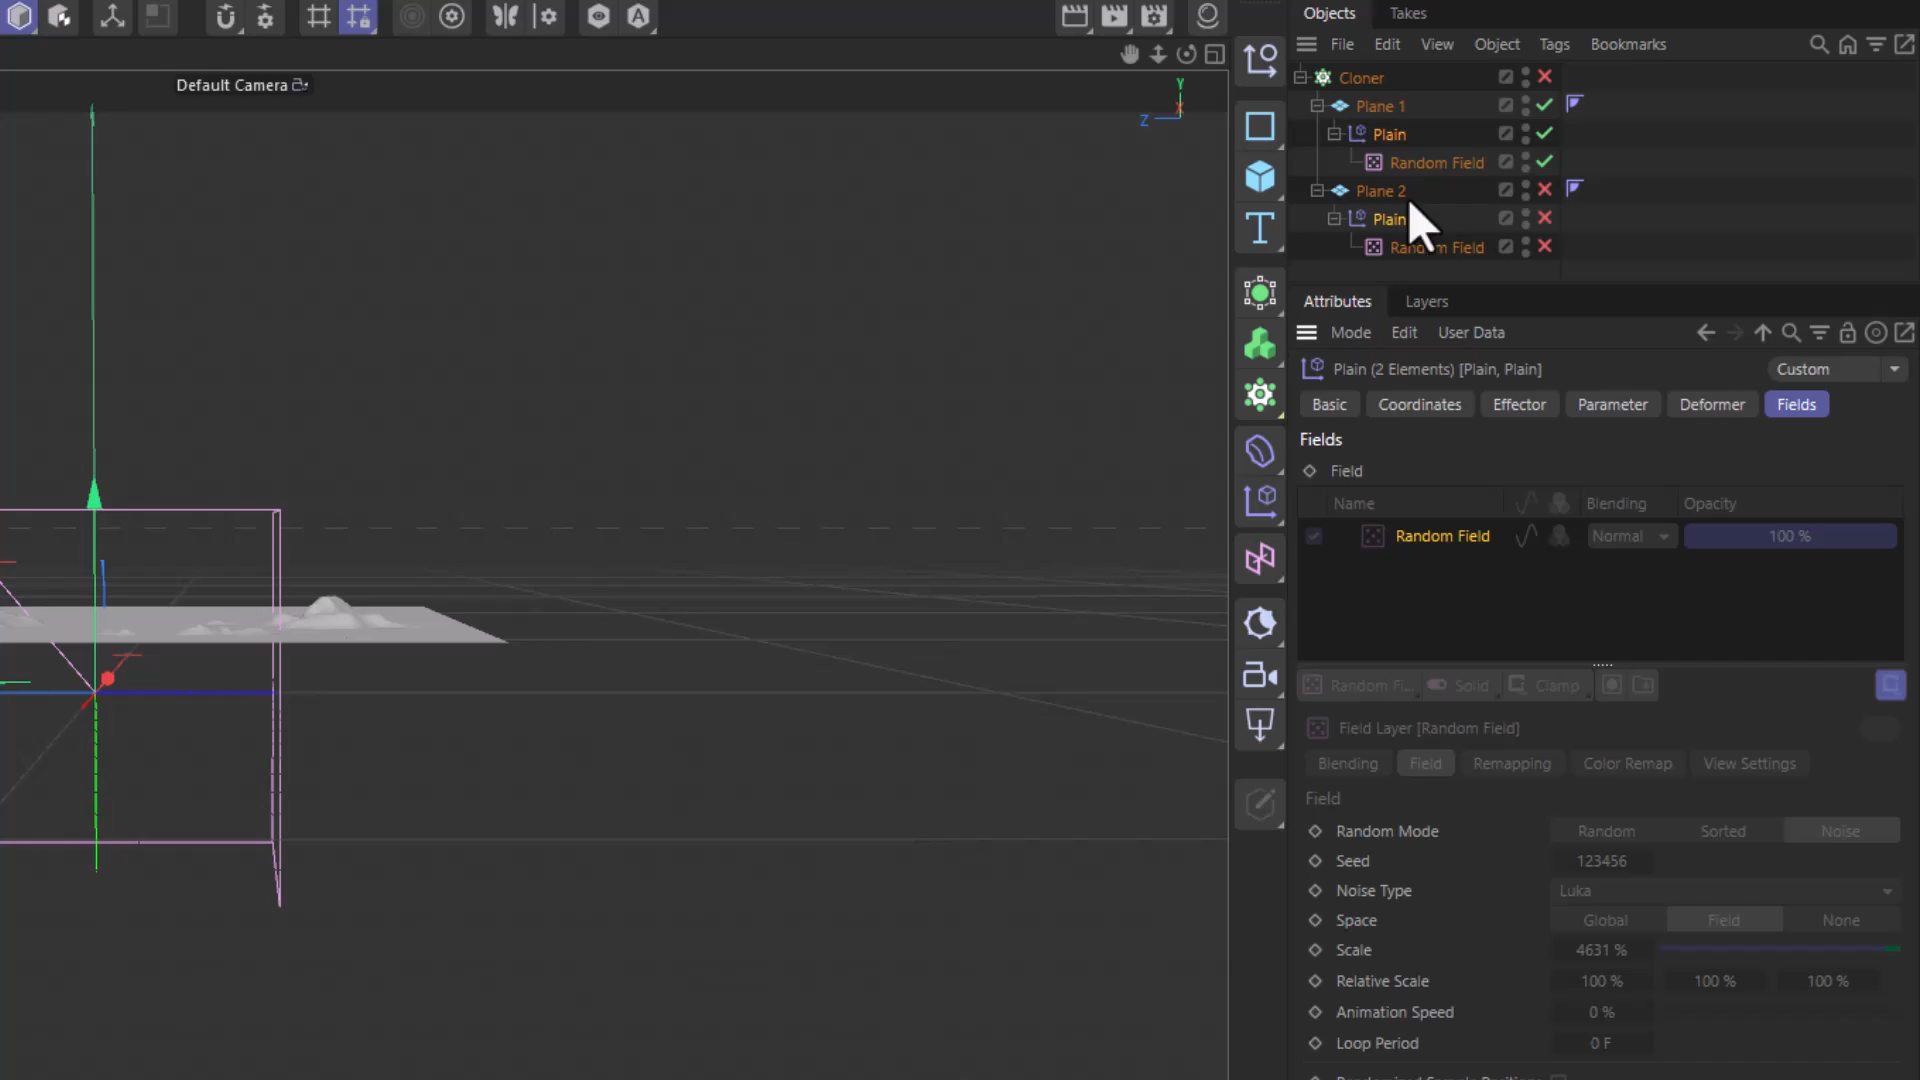 Objects Takes
File Edit View Object Tags Bookmarks
Default Camera
Y
X
Z
Cloner
Plane 1
Plain
Random Field
Plane 2
Plain
Field
Attributes Layers
Mode Edit User Data
Plain (2 Elements) [Plain, Plain]
Custom
Basic Coordinates Effector Parameter Deformer Fields
Fields
Field
Name Blending Opacity
Random Field Normal 100 %
Random Fi... Solid Clamp
Field Layer [Random Field]
Blending Field Remapping Color Remap View Settings
Field
Random Mode Random Sorted Noise
Seed 123456
Noise Type Luka
Space Global Field None
Scale 4631 %
Relative Scale 100 % 100 % 100 %
Animation Speed 0 %
Loop Period 0 F